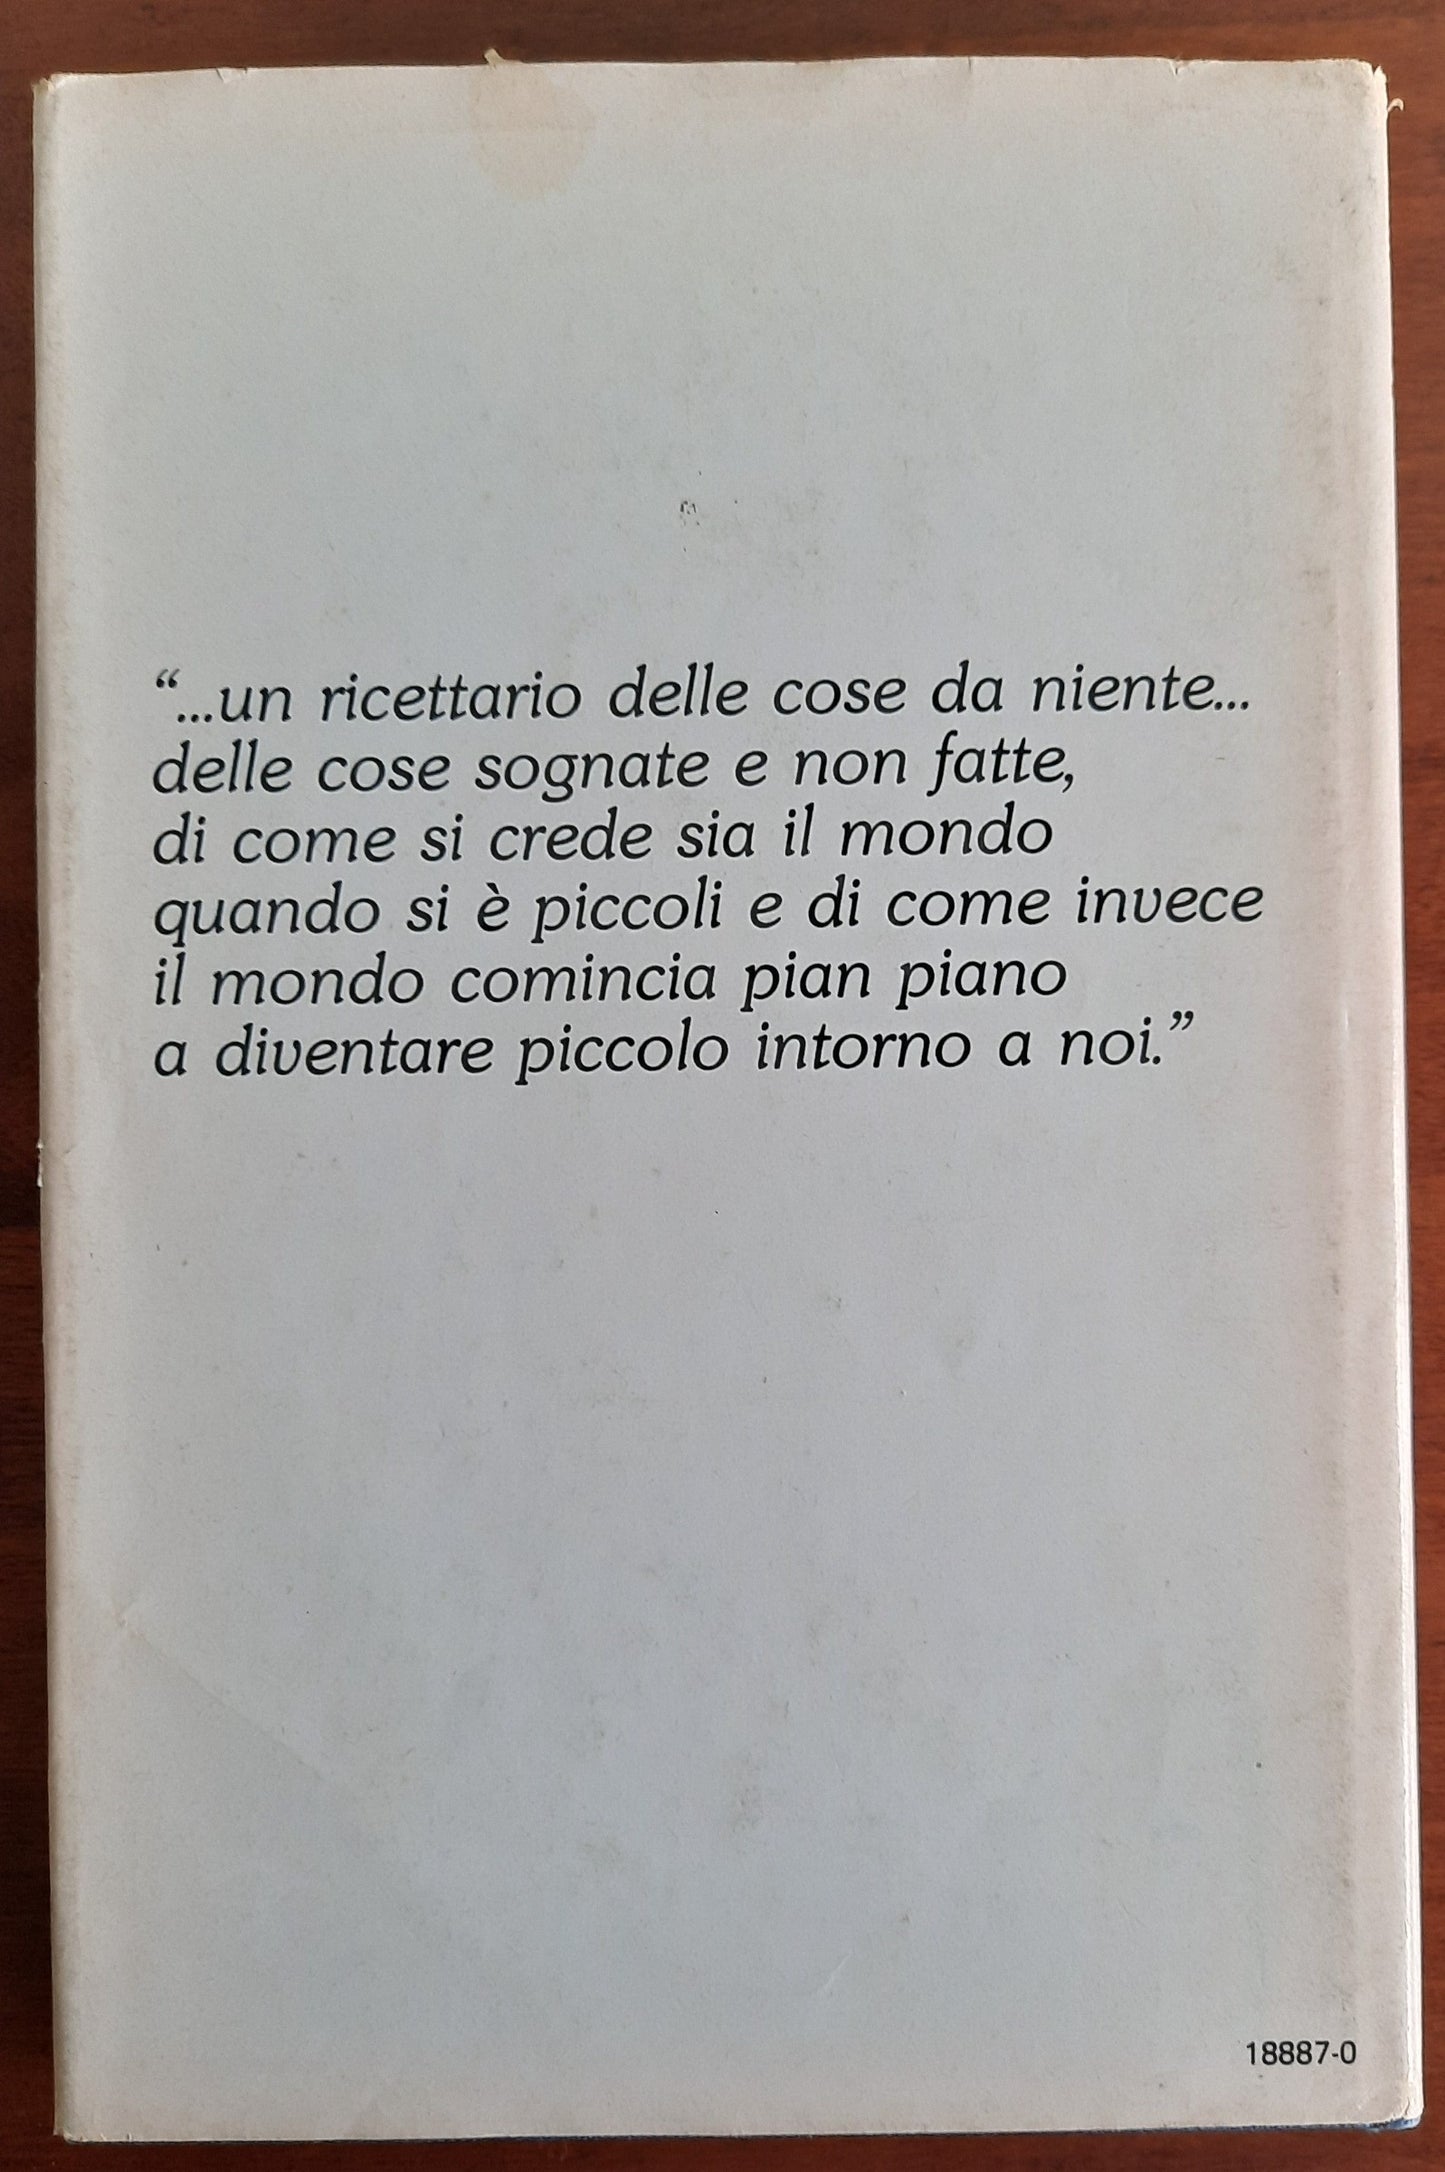 “...un ricettario delle cose da niente...
delle cose sognate e non fatte,
di come si crede sia il mondo
quando si è piccoli e di come invece
il mondo comincia pian piano
a diventare piccolo intorno a noi.”
18887-0